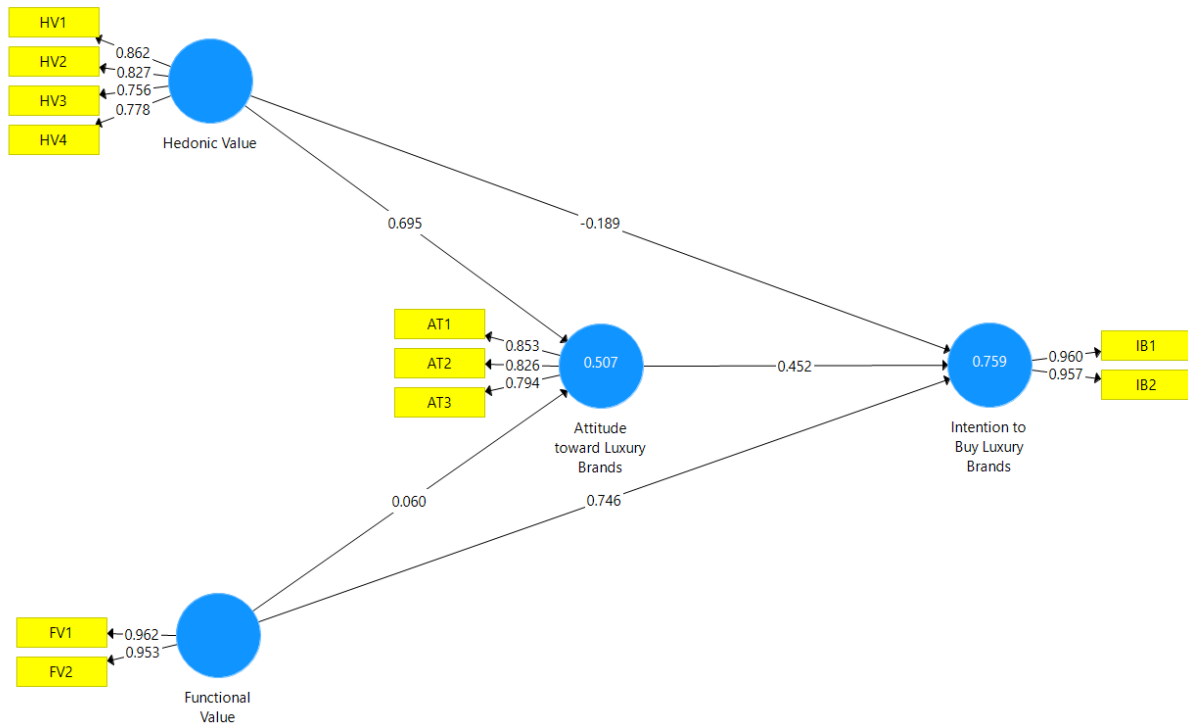 HV1
0.862
HV2
0.827
HV3
0.756
HV4
0.778
Hedonic Value
0.695
-0.189
AT1
0.853
AT2
0.826
AT3
0.794
0.507
Attitude
toward Luxury
Brands
0.452
0.759
Intention to
Buy Luxury
Brands
0.960
IB1
0.957
IB2
0.060
0.746
FV1
0.962
FV2
0.953
Functional
Value